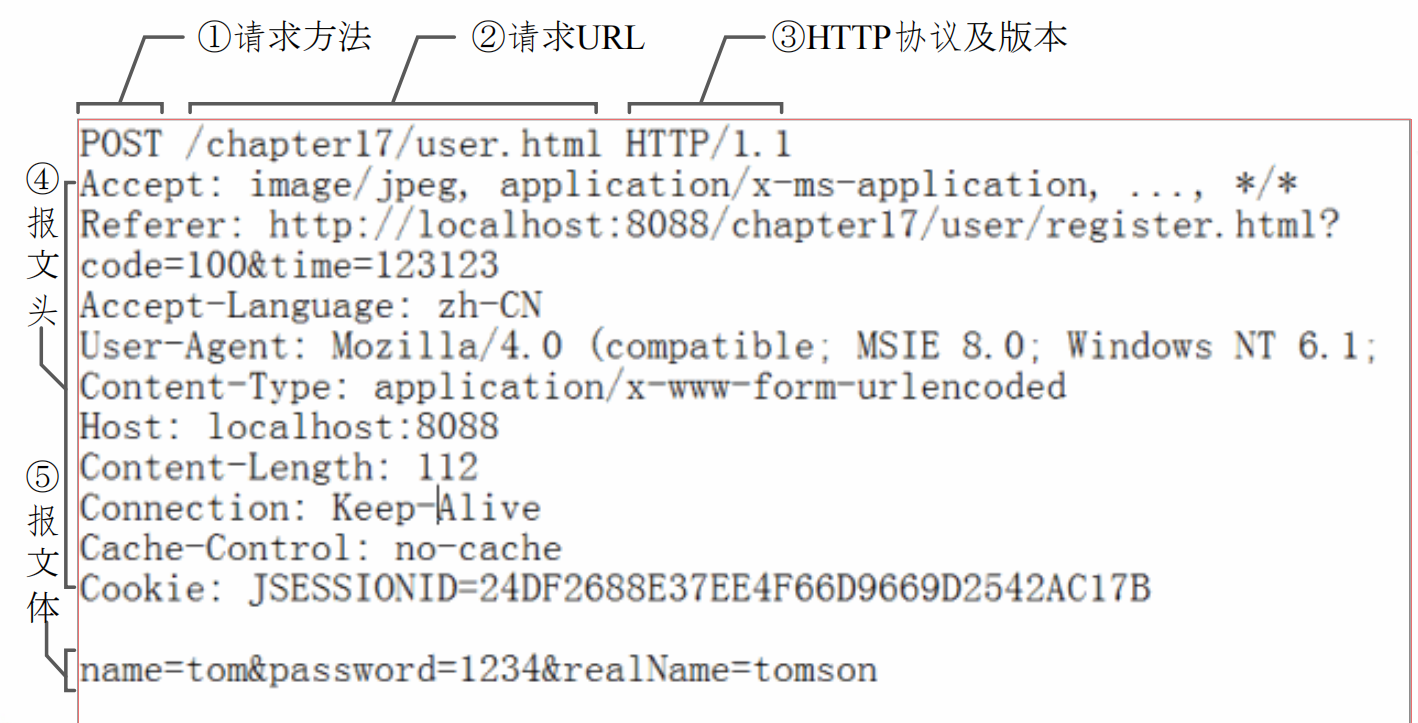 ①请求方法 ②请求URL ③HTTP协议及版本
POST /chapter17/user.html HTTP/1.1
④报文头
Accept: image/jpeg, application/x-ms-application, ..., */*
Referer: http://localhost:8088/chapter17/user/register.html?
code=100&time=123123
Accept-Language: zh-CN
User-Agent: Mozilla/4.0 (compatible; MSIE 8.0; Windows NT 6.1;
Content-Type: application/x-www-form-urlencoded
Host: localhost:8088
Content-Length: 112
Connection: Keep-Alive
Cache-Control: no-cache
Cookie: JSESSIONID=24DF2688E37EE4F66D9669D2542AC17B
⑤报文体
name=tom&password=1234&realName=tomson